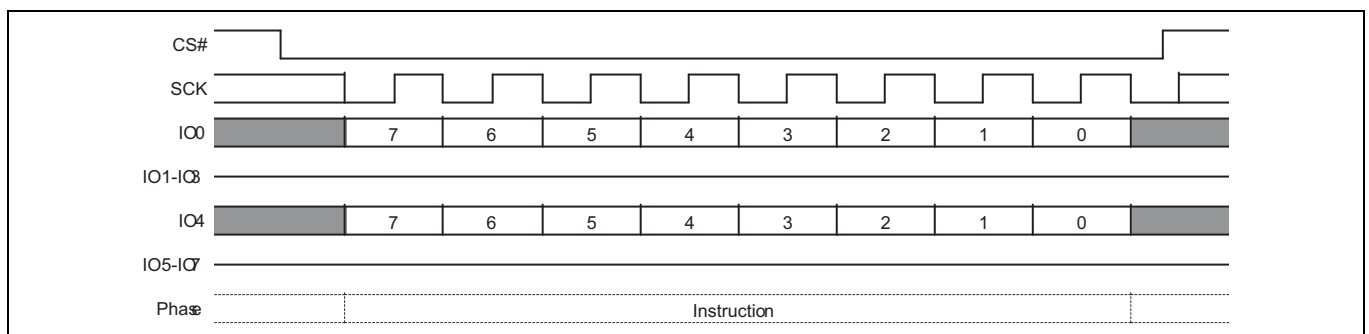 CS#
SCK
IO0 7 6 5 4 3 2 1 0
IO1-IO3
IO4 7 6 5 4 3 2 1 0
IO5-IO7
Phase Instruction